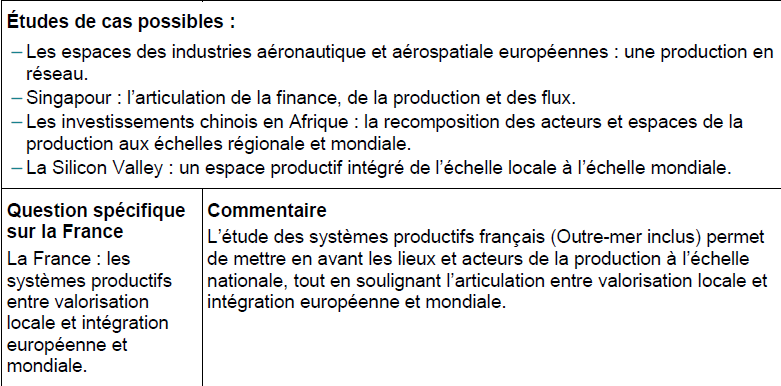 Études de cas possibles :
– Les espaces des industries aéronautique et aérospatiale européennes : une production en
réseau.
– Singapour : l’articulation de la finance, de la production et des flux.
– Les investissements chinois en Afrique : la recomposition des acteurs et espaces de la
production aux échelles régionale et mondiale.
– La Silicon Valley : un espace productif intégré de l’échelle locale à l’échelle mondiale.
Question spécifique
sur la France
La France : les
systèmes productifs
entre valorisation
locale et intégration
européenne et
mondiale.
Commentaire
L’étude des systèmes productifs français (Outre-mer inclus) permet
de mettre en avant les lieux et acteurs de la production à l’échelle
nationale, tout en soulignant l’articulation entre valorisation locale et
intégration européenne et mondiale.